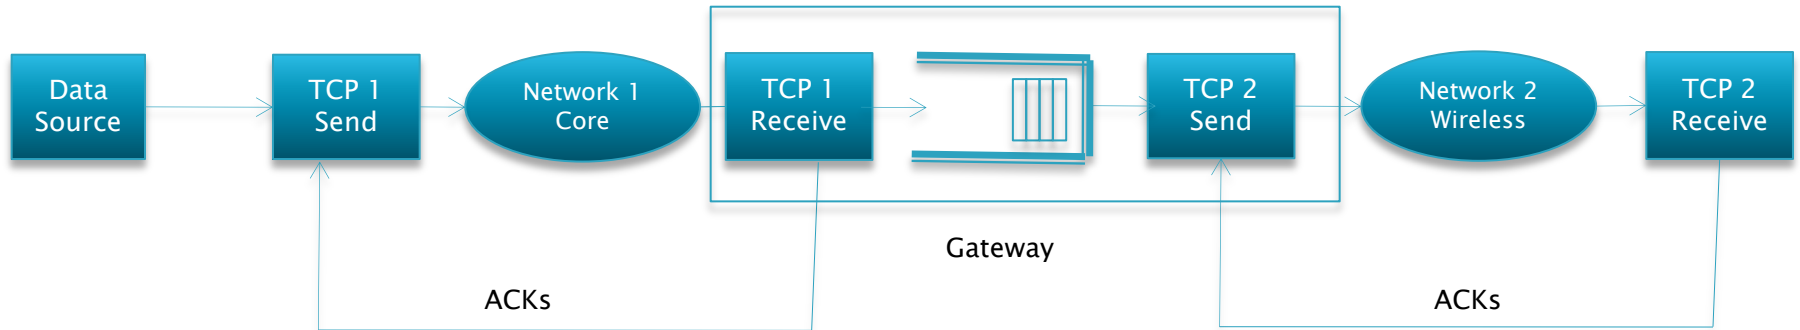 Data
Source
TCP 1
Send
Network 1
Core
TCP 1
Receive
TCP 2
Send
Network 2
Wireless
TCP 2
Receive
Gateway
ACKs
ACKs